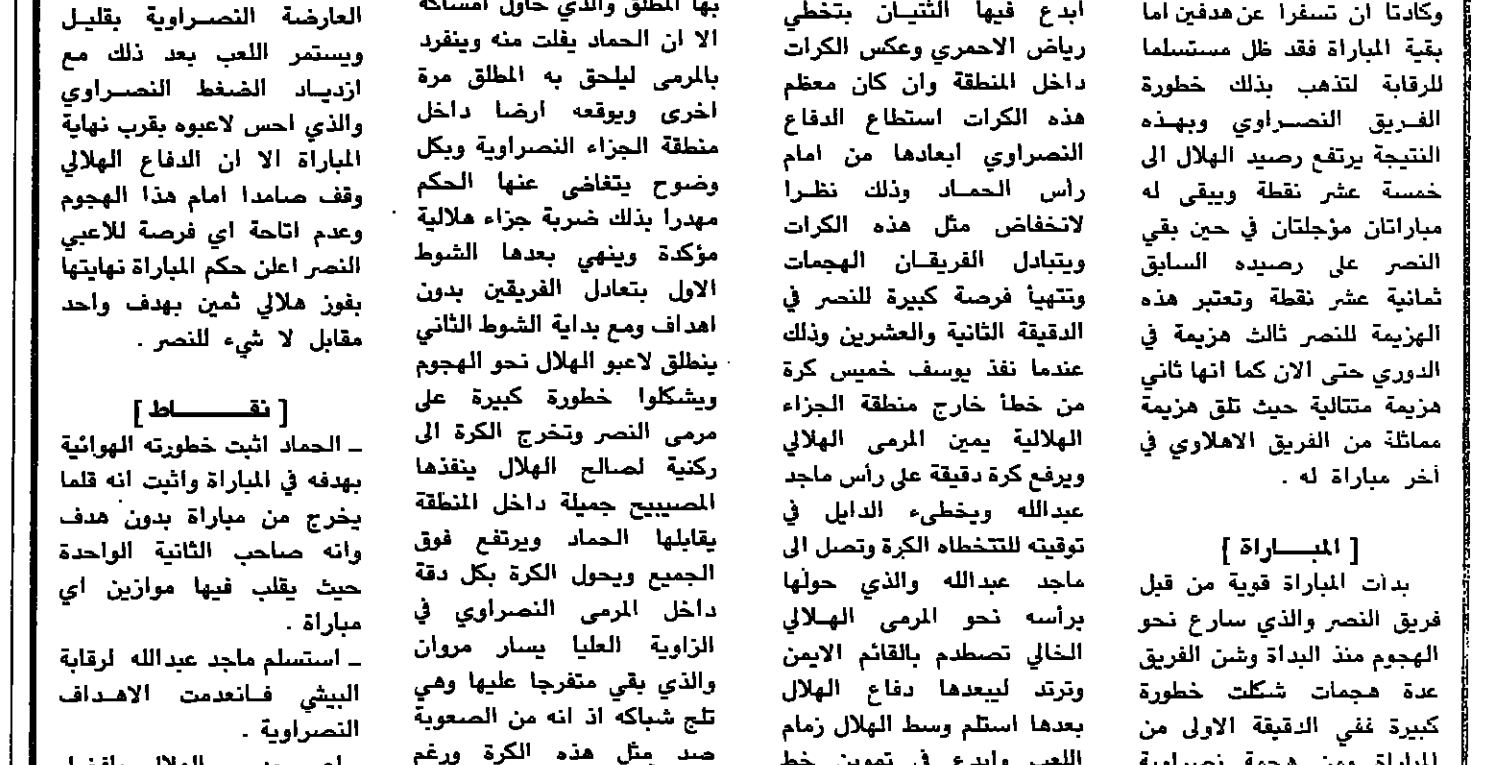 وكادتا ان تسفرا عن هدفين اما
بقية المباراة فقد ظل مستسلما
للرقابة لتذهب بذلك خطورة
الفريق النصراوي وبهذه
النتيجة يرتفع رصيد الهلال الى
خمسة عشر نقطة ويبقى له
مباراتان مؤجلتان في حين بقي
النصر على رصيده السابق
ثمانية عشر نقطة وتعتبر هذه
الهزيمة للنصر ثالث هزيمة في
الدوري حتى الان كما انها ثاني
هزيمة متتالية حيث تلق هزيمة
مماثلة من الفريق الاهلاوي في
أخر مباراة له .
[ المبــاراة ]
بدأت المباراة قوية من قبل
فريق النصر والذي سارع نحو
الهجوم منذ البداة وشن الفريق
عدة هجمات شكلت خطورة
كبيرة ففي الدقيقة الاولى من
المباراة ومن هجمة نصراوية
ابدع فيها الثنيان بتخطي
رياض الاحمري وعكس الكرات
داخل المنطقة وان كان معظم
هذه الكرات استطاع الدفاع
النصراوي ابعادها من امام
رأس الحماد وذلك نظرا
لانخفاض مثل هذه الكرات
ويتبادل الفريقان الهجمات
وتتهيأ فرصة كبيرة للنصر في
الدقيقة الثانية والعشرين وذلك
عندما نفذ يوسف خميس كرة
من خطأ خارج منطقة الجزاء
الهلالية يمين المرمى الهلالي
ويرفع كرة دقيقة على رأس ماجد
عبدالله ويخطىء الدايل في
توقيته للتتخطاه الكرة وتصل الى
ماجد عبدالله والذي حولها
برأسه نحو المرمى الهلالي
الخالي تصطدم بالقائم الايمن
وترتد ليبعدها دفاع الهلال
بعدها استلم وسط الهلال زمام
اللعب وابدع في تموين خط
بها المطلق والذي حاول امساكه
الا ان الحماد يفلت منه وينفرد
بالمرمى ليلحق به المطلق مرة
اخرى ويوقعه ارضا داخل
منطقة الجزاء النصراوية وبكل
وضوح يتغاضى عنها الحكم
مهدرا بذلك ضربة جزاء هلالية
مؤكدة وينهي بعدها الشوط
الاول بتعادل الفريقين بدون
اهداف ومع بداية الشوط الثاني
ينطلق لاعبو الهلال نحو الهجوم
ويشكلوا خطورة كبيرة على
مرمى النصر وتخرج الكرة الى
ركنية لصالح الهلال ينفذها
المصيبيح جميلة داخل المنطقة
يقابلها الحماد ويرتفع فوق
الجميع ويحول الكرة بكل دقة
داخل المرمى النصراوي في
الزاوية العليا يسار مروان
والذي بقي متفرجا عليها وهي
تلج شباكه اذ انه من الصعوبة
صد مثل هذه الكرة ورغم
العارضة النصراوية بقليل
ويستمر اللعب بعد ذلك مع
ازدياد الضغط النصراوي
والذي احس لاعبوه بقرب نهاية
المباراة الا ان الدفاع الهلالي
وقف صامدا امام هذا الهجوم
وعدم اتاحة اي فرصة للاعبي
النصر اعلن حكم المباراة نهايتها
بفوز هلالي ثمين بهدف واحد
مقابل لا شيء للنصر .
[ نقــــاط ]
ـ الحماد اثبت خطورته الهوائية
بهدفه في المباراة واثبت انه قلما
يخرج من مباراة بدون هدف
وانه صاحب الثانية الواحدة
حيث يقلب فيها موازين اي
مباراة .
ـ استسلم ماجد عبدالله لرقابة
البيشي فانعدمت الاهداف
النصراوية .